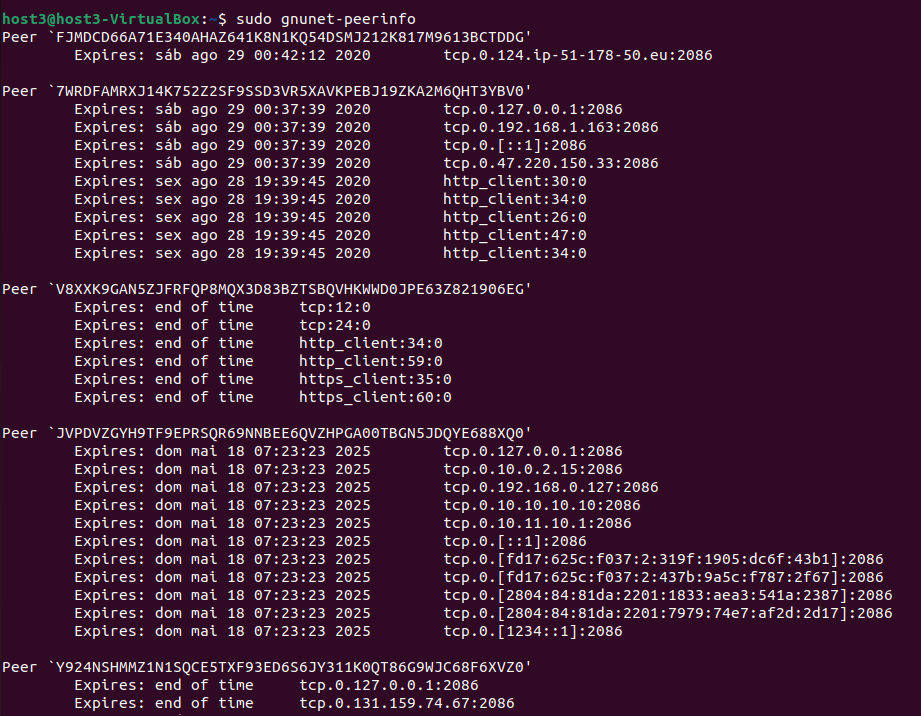 host3@host3-VirtualBox:~$ sudo gnunet-peerinfo
Peer `FJMDCD66A71E340AHAZ641K8N1KQ54DSMJ212K817M9613BCTDDG'
Expires: sáb ago 29 00:42:12 2020 tcp.0.124.ip-51-178-50.eu:2086
Peer `7WRDFAMRXJ14K752Z2SF9SSD3VR5XAVKPEBJ19ZKA2M6QHT3YBV0'
Expires: sáb ago 29 00:37:39 2020 tcp.0.127.0.0.1:2086
Expires: sáb ago 29 00:37:39 2020 tcp.0.192.168.1.163:2086
Expires: sáb ago 29 00:37:39 2020 tcp.0.[::1]:2086
Expires: sáb ago 29 00:37:39 2020 tcp.0.47.220.150.33:2086
Expires: sex ago 28 19:39:45 2020 http_client:30:0
Expires: sex ago 28 19:39:45 2020 http_client:34:0
Expires: sex ago 28 19:39:45 2020 http_client:26:0
Expires: sex ago 28 19:39:45 2020 http_client:47:0
Expires: sex ago 28 19:39:45 2020 http_client:34:0
Peer `V8XXK9GAN5ZJFRFQP8MQX3D83BZTSBQVHKWWD0JPE63Z821906EG'
Expires: end of time tcp:12:0
Expires: end of time tcp:24:0
Expires: end of time http_client:34:0
Expires: end of time http_client:59:0
Expires: end of time https_client:35:0
Expires: end of time https_client:60:0
Peer `JVPDVZGYH9TF9EPRSQR69NNBEE6QVZHPGA00TBGN5JDQYE688XQ0'
Expires: dom mai 18 07:23:23 2025 tcp.0.127.0.0.1:2086
Expires: dom mai 18 07:23:23 2025 tcp.0.10.0.2.15:2086
Expires: dom mai 18 07:23:23 2025 tcp.0.192.168.0.127:2086
Expires: dom mai 18 07:23:23 2025 tcp.0.10.10.10.10:2086
Expires: dom mai 18 07:23:23 2025 tcp.0.10.11.10.1:2086
Expires: dom mai 18 07:23:23 2025 tcp.0.[::1]:2086
Expires: dom mai 18 07:23:23 2025 tcp.0.[fd17:625c:f037:2:319f:1905:dc6f:43b1]:2086
Expires: dom mai 18 07:23:23 2025 tcp.0.[fd17:625c:f037:2:437b:9a5c:f787:2f67]:2086
Expires: dom mai 18 07:23:23 2025 tcp.0.[2804:84:81da:2201:1833:aea3:541a:2387]:2086
Expires: dom mai 18 07:23:23 2025 tcp.0.[2804:84:81da:2201:7979:74e7:af2d:2d17]:2086
Expires: dom mai 18 07:23:23 2025 tcp.0.[1234::1]:2086
Peer `Y924NSHMMZ1N1SQCE5TXF93ED6S6JY311K0QT86G9WJC68F6XVZ0'
Expires: end of time tcp.0.127.0.0.1:2086
Expires: end of time tcp.0.131.159.74.67:2086